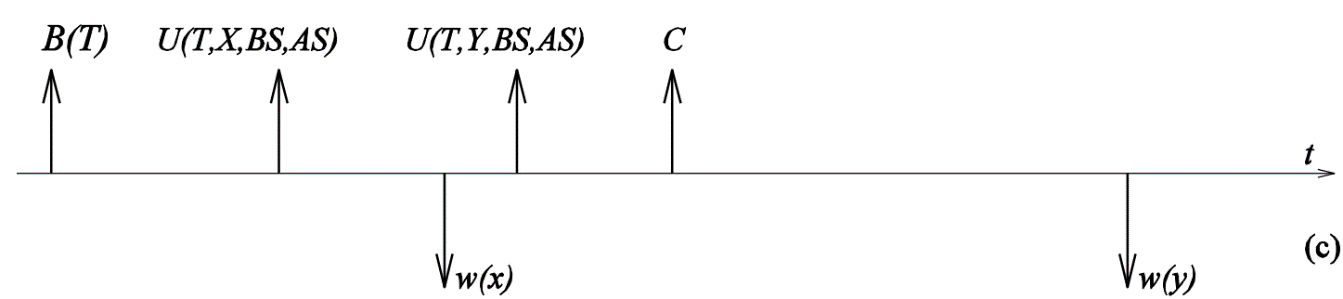 B(T) U(T,X,BS,AS) U(T,Y,BS,AS) C
t
(c)
w(x) w(y)